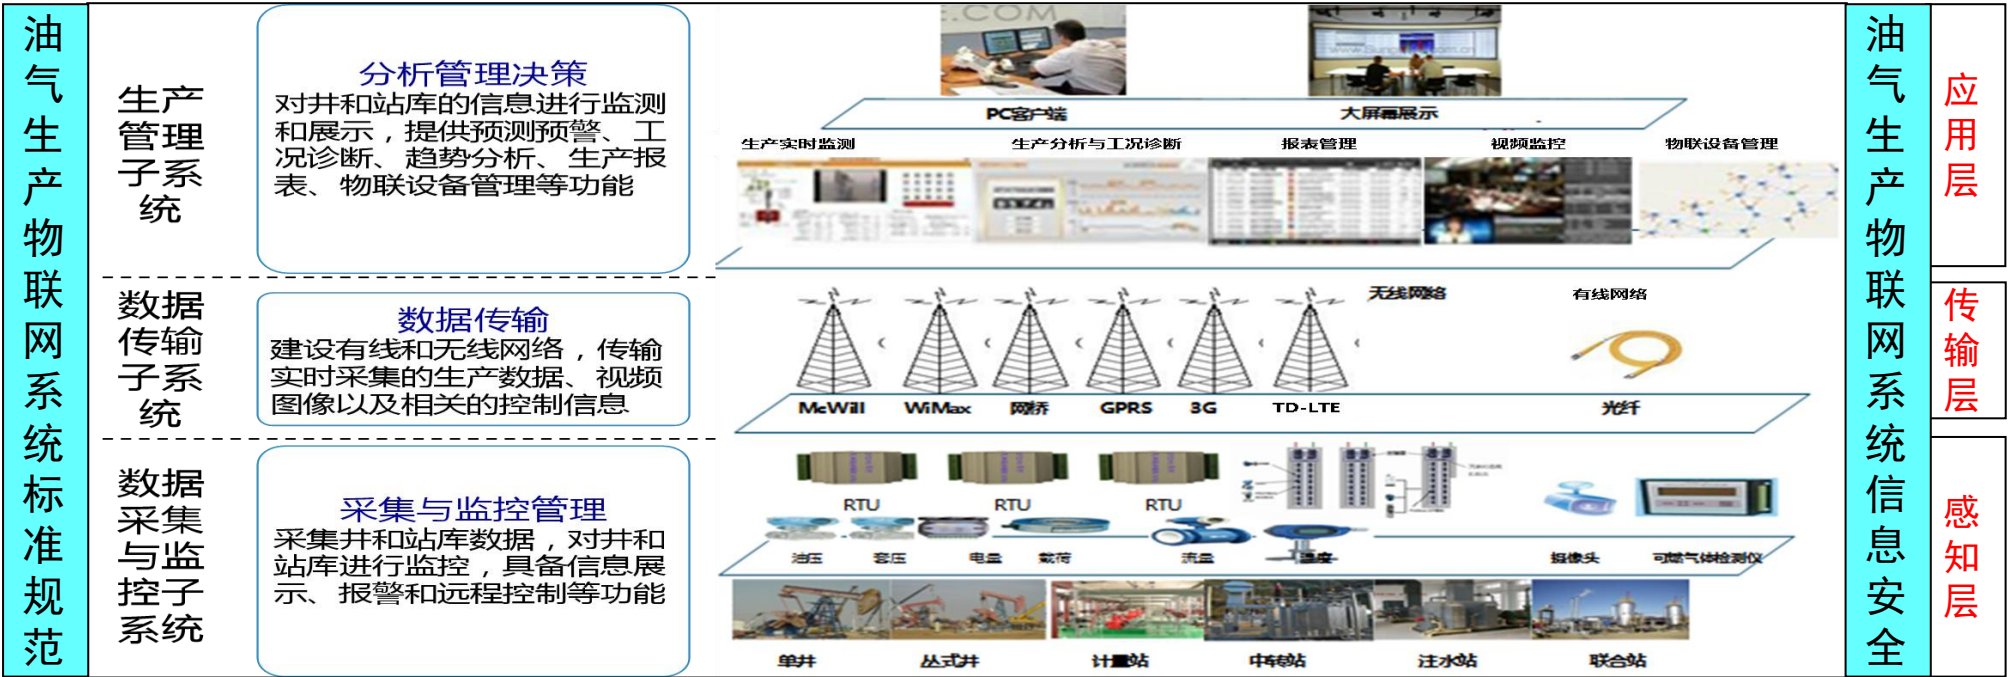 油气生产物联网系统标准规范
生产
管理
子系
统
分析管理决策
对井和站库的信息进行监测
和展示，提供预测预警、工
况诊断、趋势分析、生产报
表、物联设备管理等功能
E.COM
PC客户端
大屏幕展示
生产实时监测
生产分析与工况诊断
报表管理
视频监控
物联设备管理
应用层
数据
传输
子系
统
数据传输
建设有线和无线网络，传输
实时采集的生产数据、视频
图像以及相关的控制信息
无线网络
有线网络
McWill
WiMax
网桥
GPRS
3G
TD-LTE
光纤
传输层
数据
采集
与监
控子
系统
采集与监控管理
采集井和站库数据，对井和
站库进行监控，具备信息展
示、报警和远程控制等功能
RTU
RTU
RTU
油压
套压
电量
载荷
流量
温度
摄像头
可燃气体检测仪
单井
丛式井
计量站
中转站
注水站
联合站
感知层
油气生产物联网系统信息安全